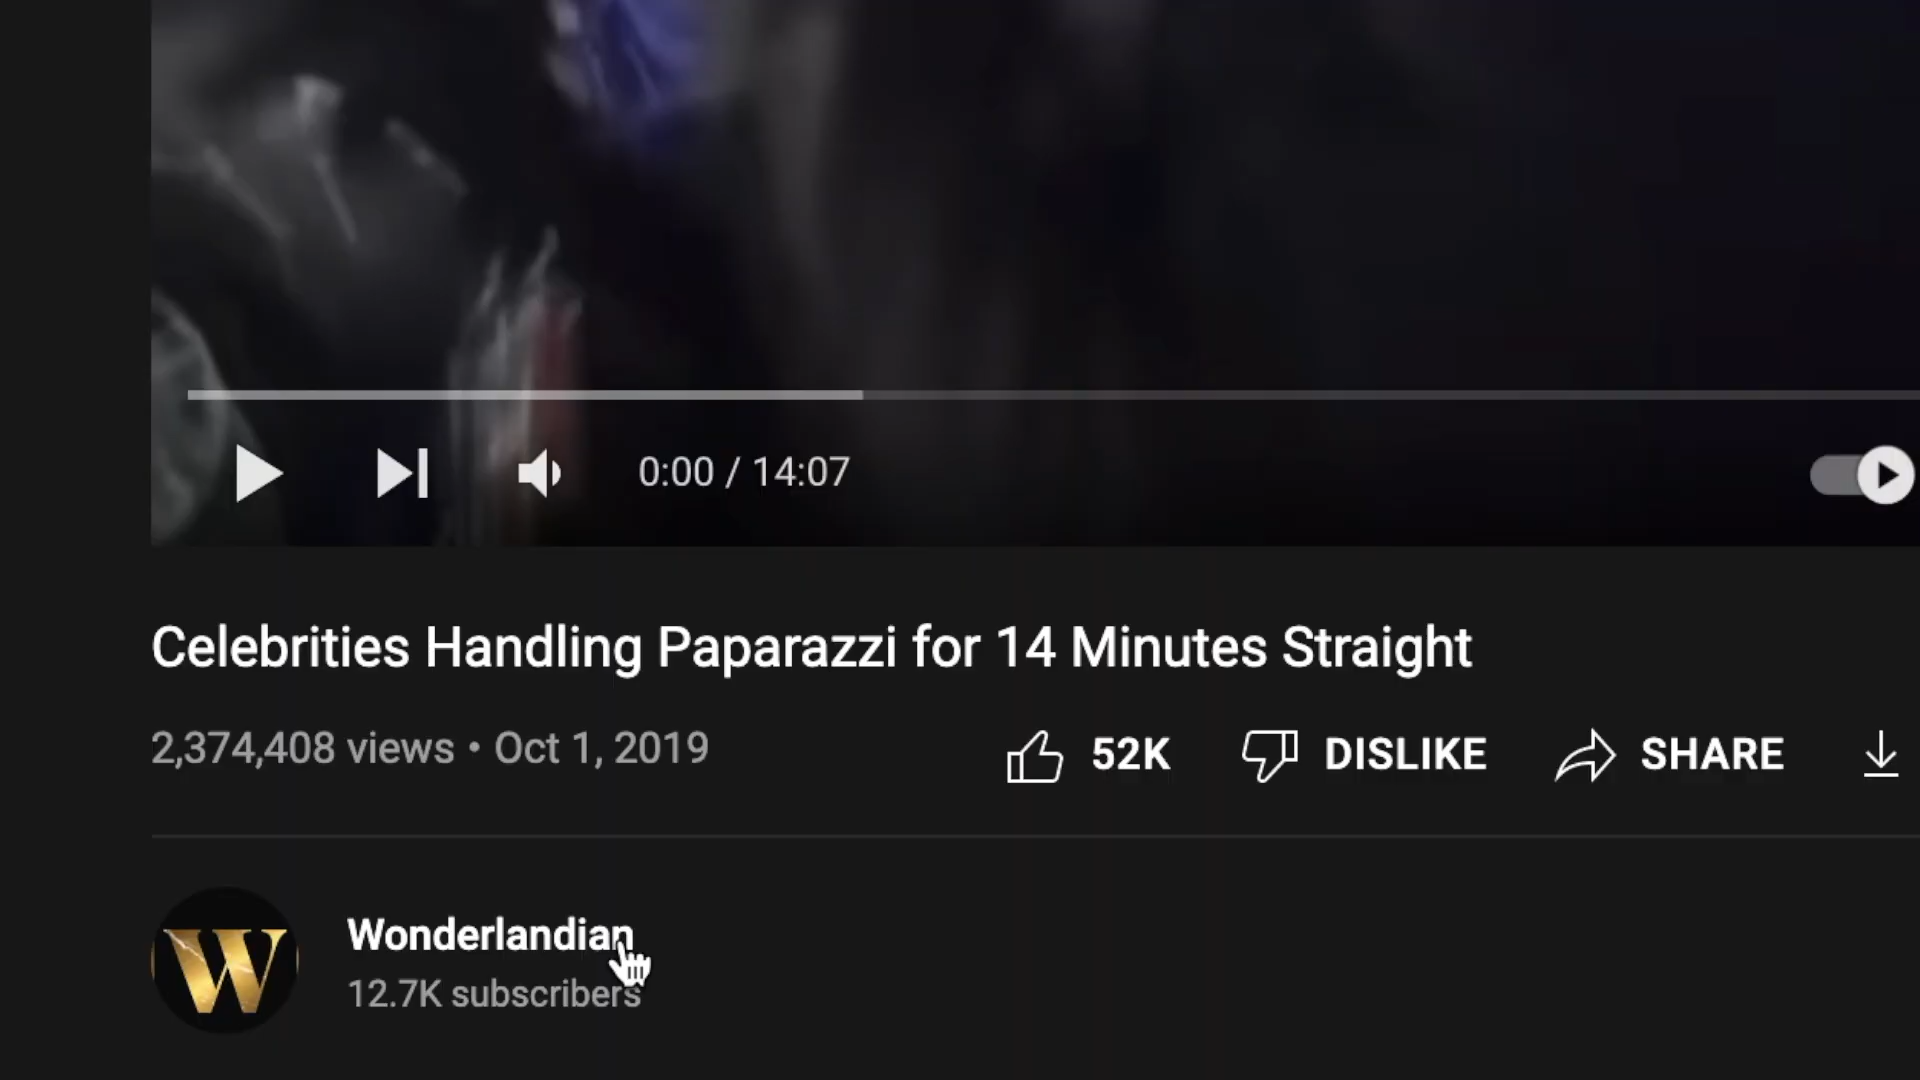 0:00 / 14:07
Celebrities Handling Paparazzi for 14 Minutes Straight
2,374,408 views • Oct 1, 2019
52K DISLIKE SHARE
W
Wonderlandian
12.7K subscribers